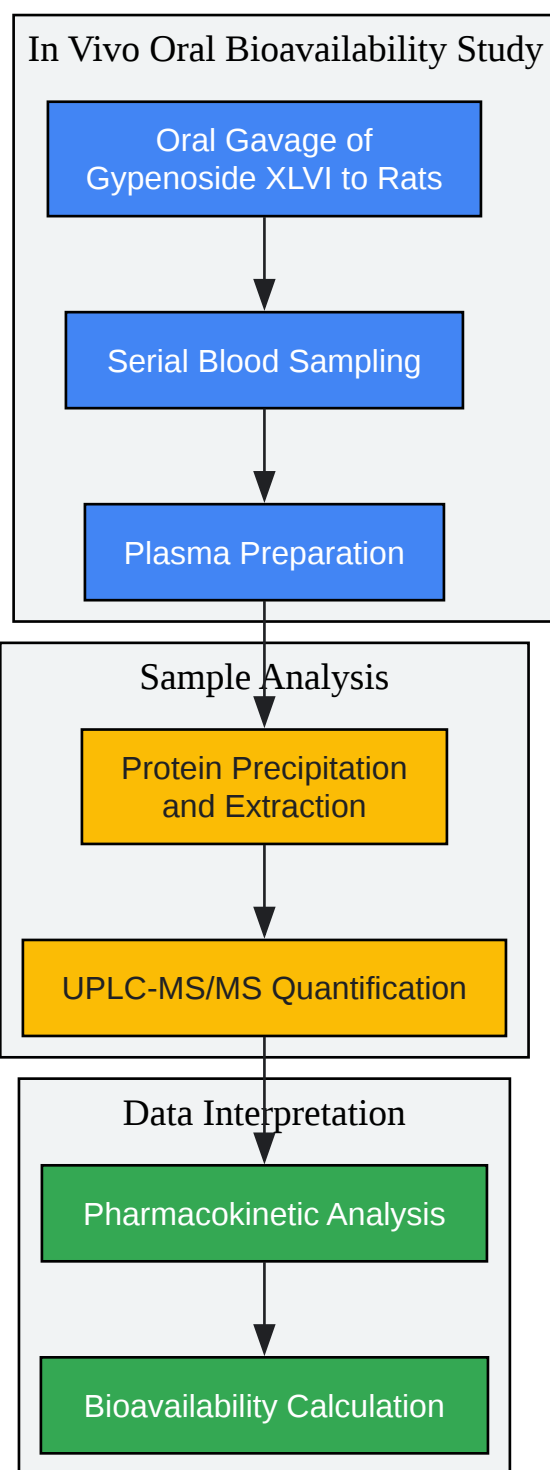 In Vivo Oral Bioavailability Study
Oral Gavage of
Gypenoside XLVI to Rats
Serial Blood Sampling
Plasma Preparation
Sample Analysis
Protein Precipitation
and Extraction
UPLC-MS/MS Quantification
Data Interpretation
Pharmacokinetic Analysis
Bioavailability Calculation